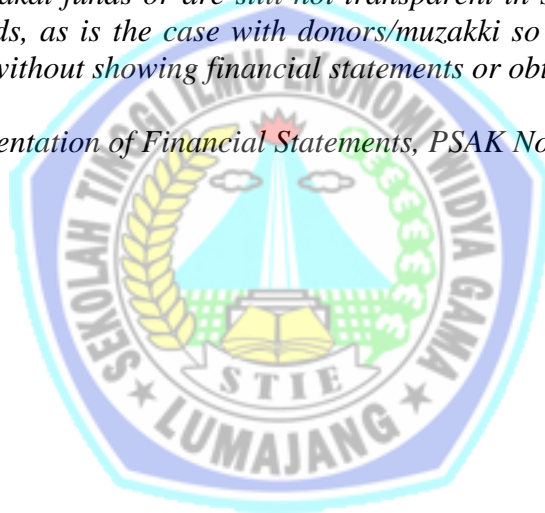 akat funds or are still not transparent in s
ds, as is the case with donors/muzakki so
without showing financial statements or obt
entation of Financial Statements, PSAK No
SEKOLAH TINGGI ILMU EKONOMI WIDYA GAMA
STIE
LUMAJANG